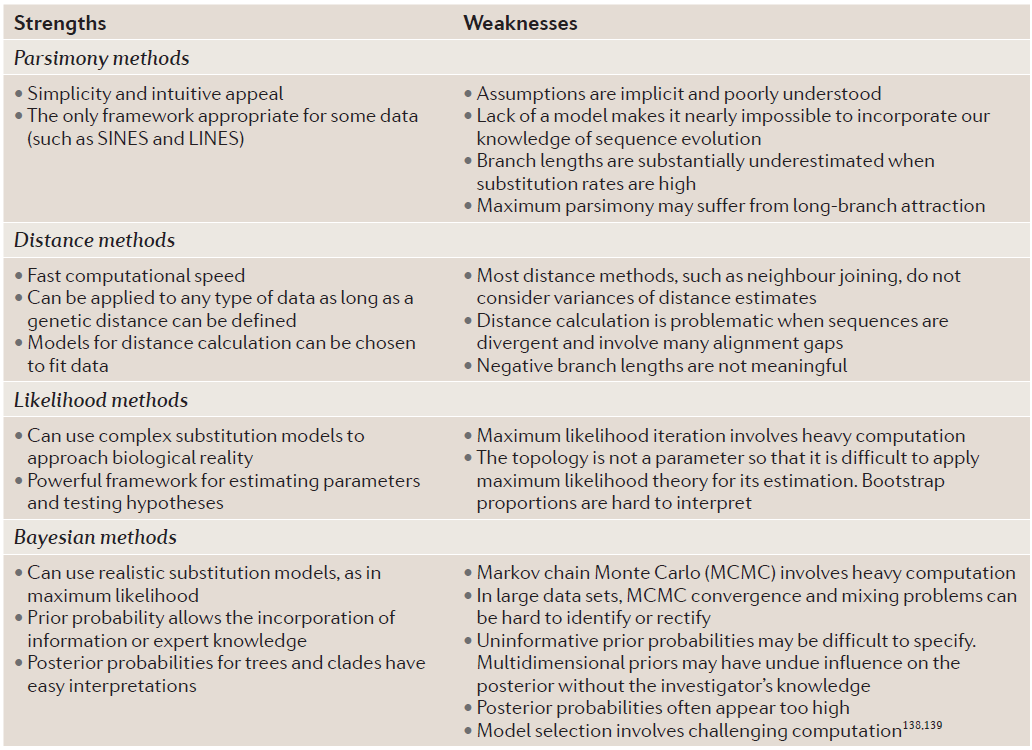 Strengths
Weaknesses
Parsimony methods
• Simplicity and intuitive appeal
• The only framework appropriate for some data
(such as SINES and LINES)
• Assumptions are implicit and poorly understood
• Lack of a model makes it nearly impossible to incorporate our
knowledge of sequence evolution
• Branch lengths are substantially underestimated when
substitution rates are high
• Maximum parsimony may suffer from long-branch attraction
Distance methods
• Fast computational speed
• Can be applied to any type of data as long as a
genetic distance can be defined
• Models for distance calculation can be chosen
to fit data
• Most distance methods, such as neighbour joining, do not
consider variances of distance estimates
• Distance calculation is problematic when sequences are
divergent and involve many alignment gaps
• Negative branch lengths are not meaningful
Likelihood methods
• Can use complex substitution models to
approach biological reality
• Powerful framework for estimating parameters
and testing hypotheses
• Maximum likelihood iteration involves heavy computation
• The topology is not a parameter so that it is difficult to apply
maximum likelihood theory for its estimation. Bootstrap
proportions are hard to interpret
Bayesian methods
• Can use realistic substitution models, as in
maximum likelihood
• Prior probability allows the incorporation of
information or expert knowledge
• Posterior probabilities for trees and clades have
easy interpretations
• Markov chain Monte Carlo (MCMC) involves heavy computation
• In large data sets, MCMC convergence and mixing problems can
be hard to identify or rectify
• Uninformative prior probabilities may be difficult to specify.
Multidimensional priors may have undue influence on the
posterior without the investigator’s knowledge
• Posterior probabilities often appear too high
• Model selection involves challenging computation138,139